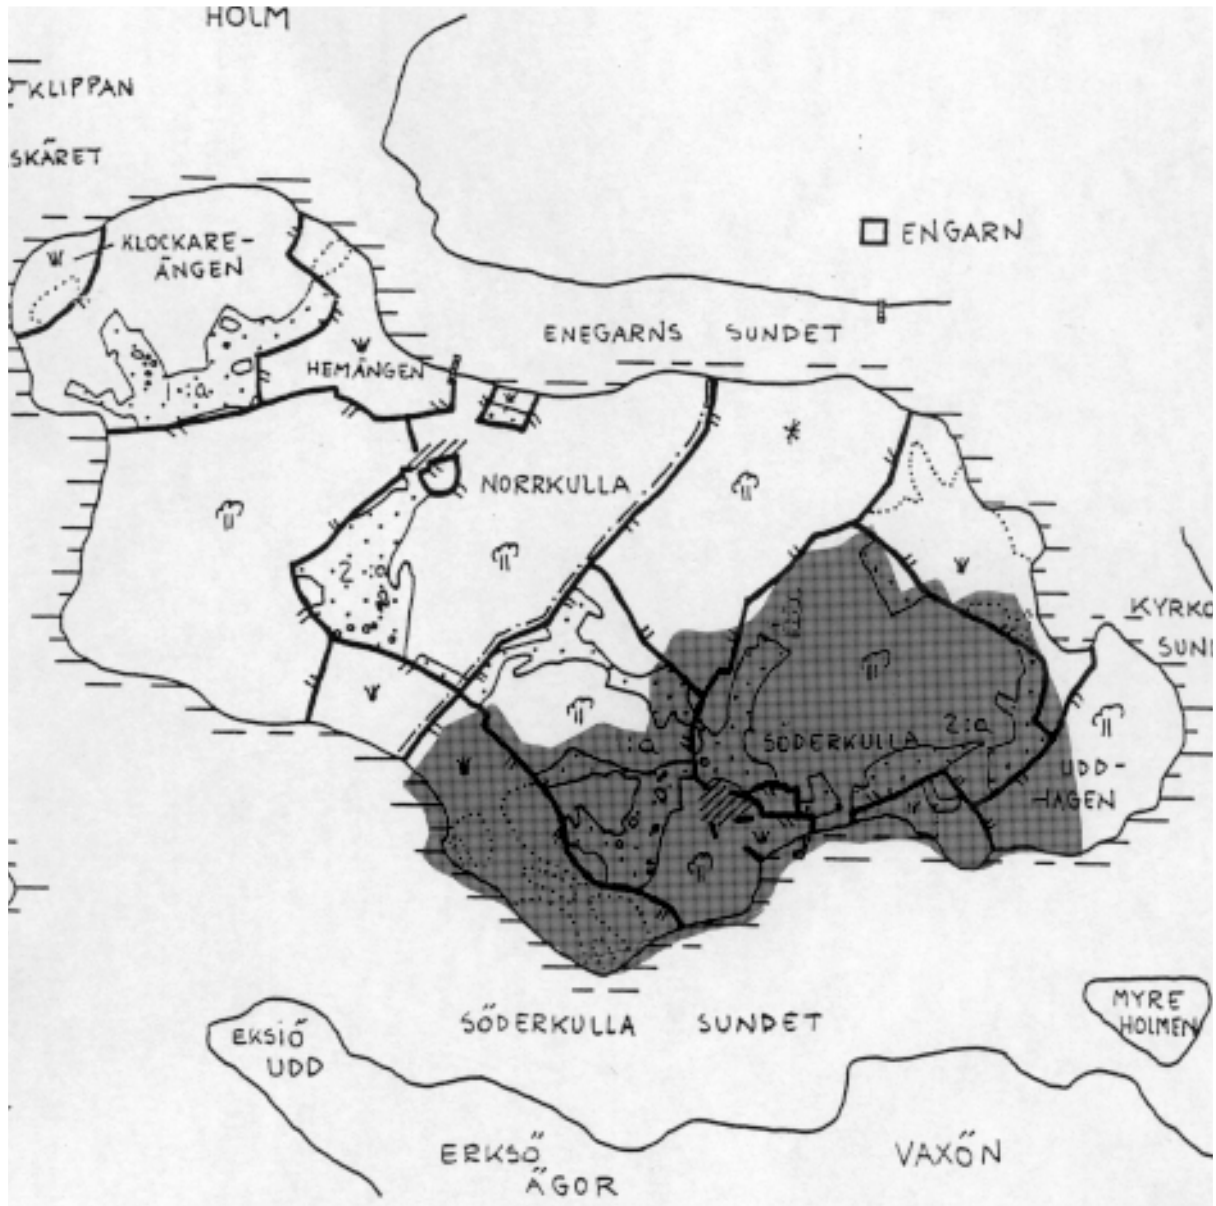 HOLM
KLIPPAN
SKÄRET
KLOCKARE-
ÄNGEN
ENGARN
ENEGARNS SUNDET
HEMÄNGEN
1:a
NORRKULLA
2:a
KYRKO
SUND
1:a
SÖDERKULLA
2:a
UDD-
HAGEN
MYRE
HOLMEN
SÖDERKULLA SUNDET
EKSIÖ
UDD
ERKSÖ
ÄGOR
VAXÖN